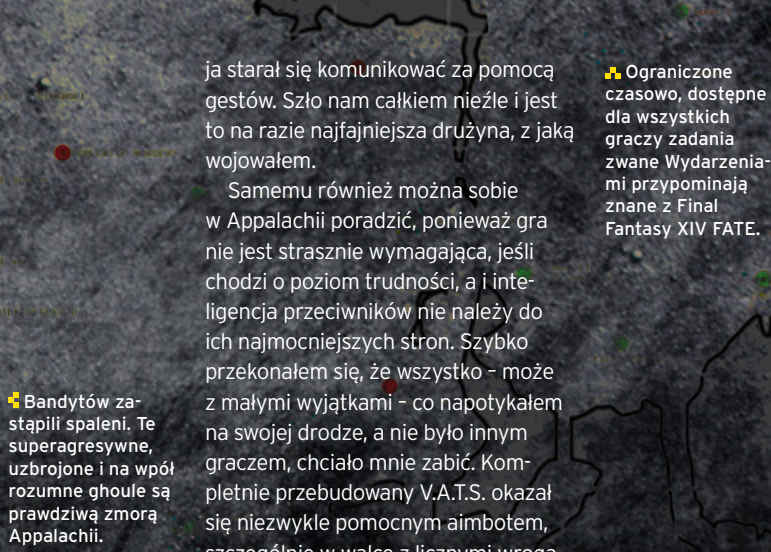 ja starał się komunikować za pomocą
gestów. Szło nam całkiem nieźle i jest
to na razie najfajniejsza drużyna, z jaką
wojowałem.
Samemu również można sobie
w Appalachii poradzić, ponieważ gra
nie jest strasznie wymagająca, jeśli
chodzi o poziom trudności, a i inte-
ligencja przeciwników nie należy do
ich najmocniejszych stron. Szybko
przekonałem się, że wszystko – może
z małymi wyjątkami – co napotykałem
na swojej drodze, a nie było innym
graczem, chciało mnie zabić. Kom-
pletnie przebudowany V.A.T.S. okazał
się niezwykle pomocnym aimbotem,
szczególnie w walce z licznymi wroga-
Ograniczone
czasowo, dostępne
dla wszystkich
graczy zadania
zwane Wydarzenia-
mi przypominają
znane z Final
Fantasy XIV FATE.
Bandytów za-
stąpili spaleni. Te
superagresywne,
uzbrojone i na wpół
rozumne ghoule są
prawdziwą zmorą
Appalachii.